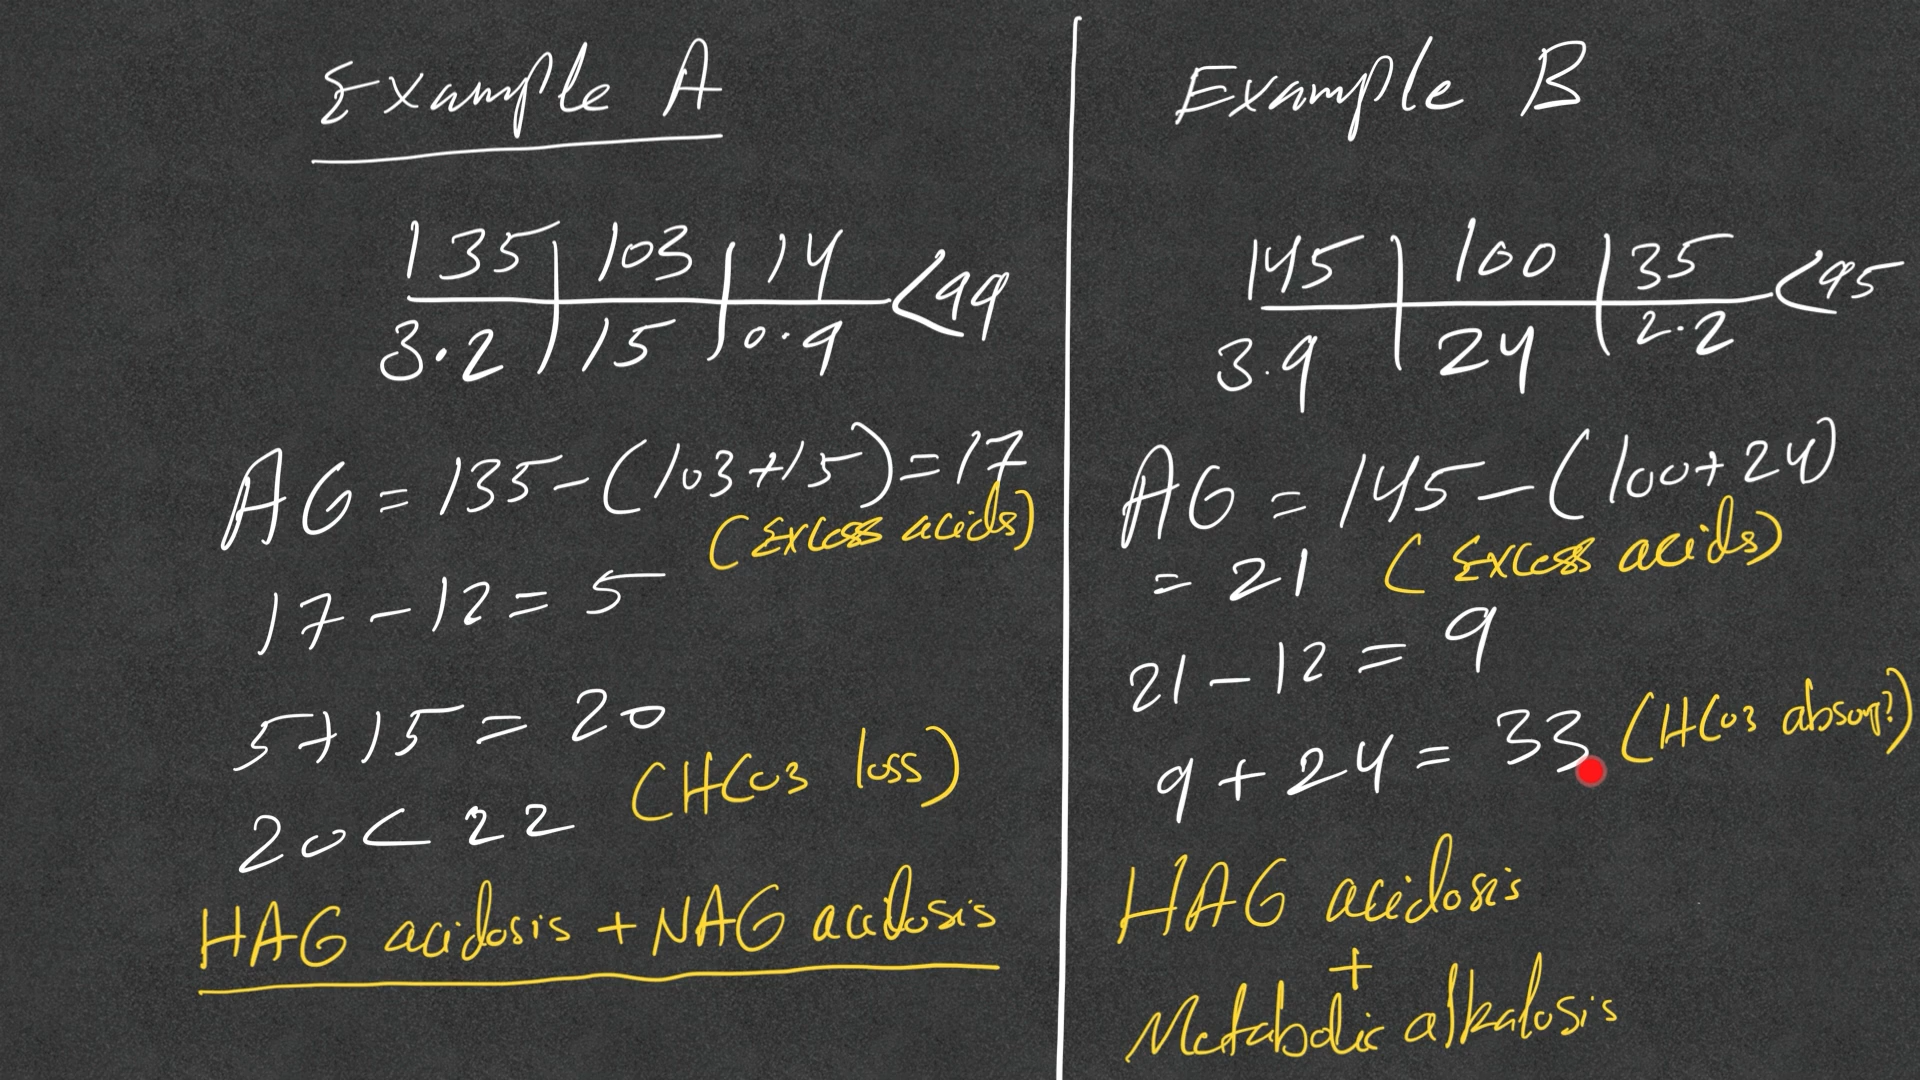 Example A
135 | 103 | 14 < 99
3.2 | 15 | 0.9
AG = 135 - (103 + 15) = 17
(Excess acids)
17 - 12 = 5
5 + 15 = 20
(HCO3 loss)
20 < 22
HAG acidosis + NAG acidosis
Example B
145 | 100 | 35 < 95
3.9 | 24 | 2.2
AG = 145 - (100 + 24)
= 21 (Excess acids)
21 - 12 = 9
9 + 24 = 33 (HCO3 absorp?)
HAG acidosis
+
Metabolic alkalosis